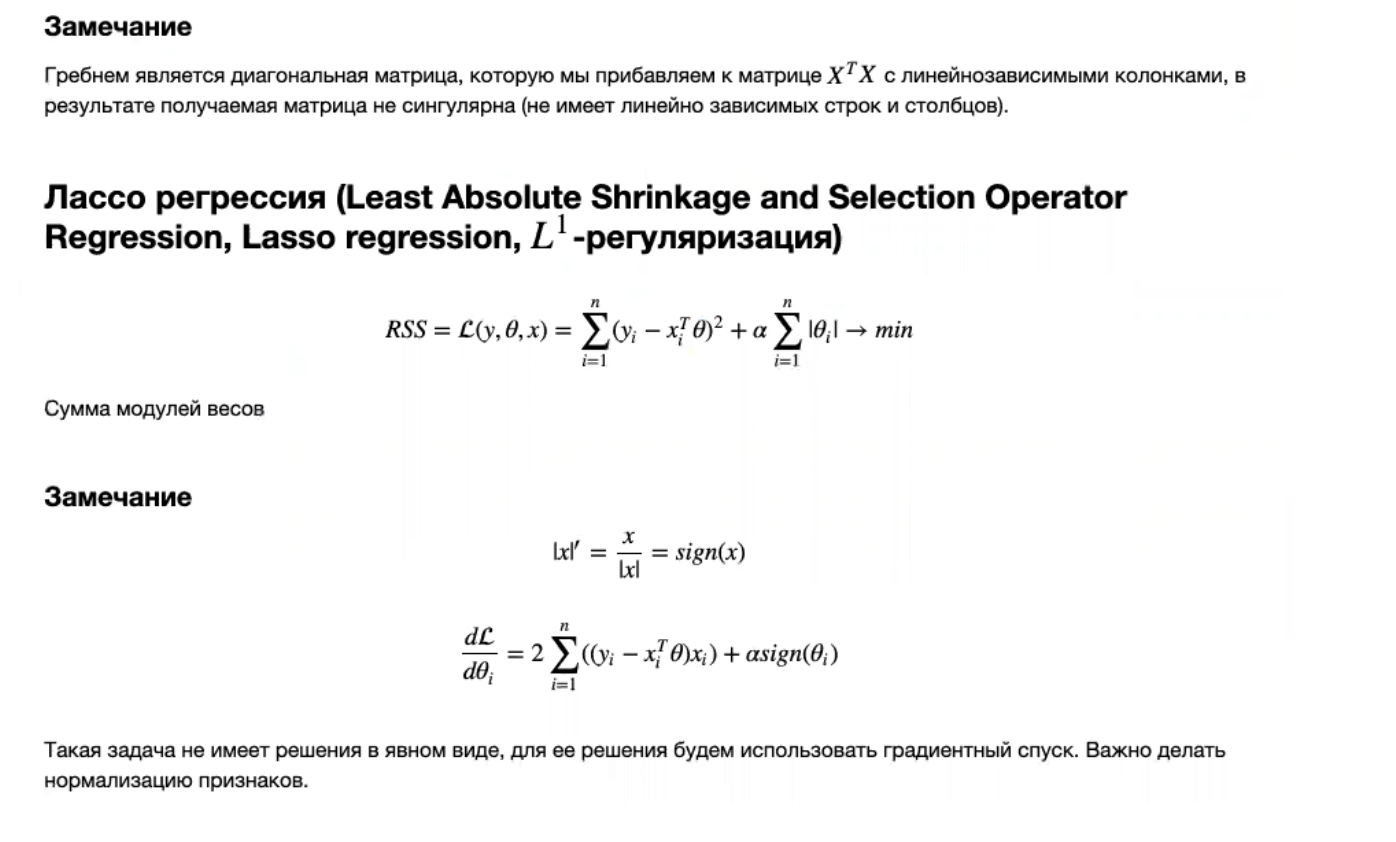 Замечание
Гребнем является диагональная матрица, которую мы прибавляем к матрице $X^T X$ с линейнозависимыми колонками, в
результате получаемая матрица не сингулярна (не имеет линейно зависимых строк и столбцов).
Лассо регрессия (Least Absolute Shrinkage and Selection Operator
Regression, Lasso regression, $L^1$-регуляризация)
$RSS = \mathcal{L}(y, \theta, x) = \sum_{i=1}^{n} (y_i - x_i^T \theta)^2 + \alpha \sum_{i=1}^{n} |\theta_i| \to min$
Сумма модулей весов
Замечание
$|x|' = \frac{x}{|x|} = sign(x)$
$\frac{d\mathcal{L}}{d\theta_i} = 2 \sum_{i=1}^{n} ((y_i - x_i^T \theta)x_i) + \alpha sign(\theta_i)$
Такая задача не имеет решения в явном виде, для ее решения будем использовать градиентный спуск. Важно делать
нормализацию признаков.